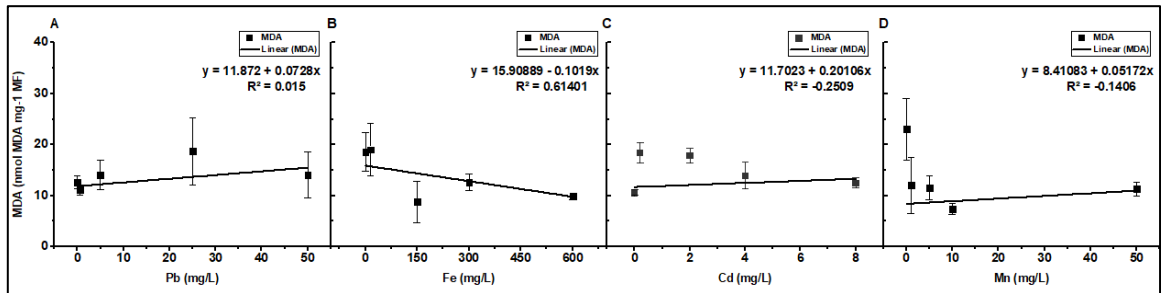 A
MDA
Linear (MDA)
y = 11.872 + 0.0728x
R² = 0.015
B
MDA
Linear (MDA)
y = 15.90889 - 0.1019x
R² = 0.61401
C
MDA
Linear (MDA)
y = 11.7023 + 0.20106x
R² = -0.2509
D
MDA
Linear (MDA)
y = 8.41083 + 0.05172x
R² = -0.1406
MDA (nmol MDA mg-1 MF)
40
30
20
10
0
0 10 20 30 40 50
Pb (mg/L)
0 150 300 450 600
Fe (mg/L)
0 2 4 6 8
Cd (mg/L)
0 10 20 30 40 50
Mn (mg/L)